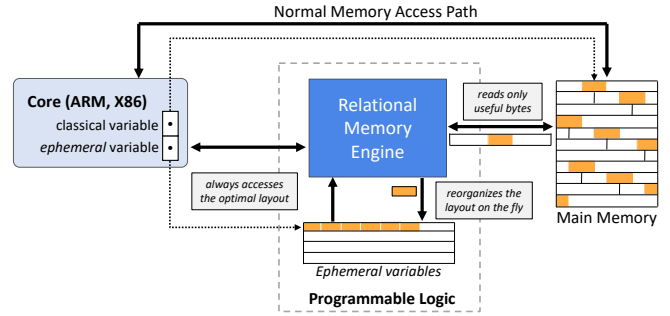 Normal Memory Access Path
Core (ARM, X86)
classical variable
ephemeral variable
Relational
Memory
Engine
reads only
useful bytes
always accesses
the optimal layout
reorganizes the
layout on the fly
Main Memory
Ephemeral variables
Programmable Logic